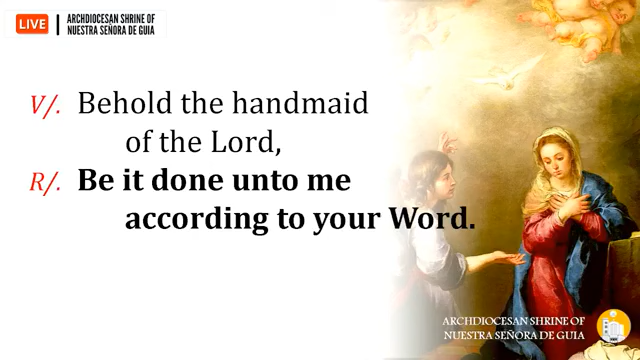 LIVE
ARCHDIOCESAN SHRINE OF
NUESTRA SEÑORA DE GUIA
V/. Behold the handmaid
of the Lord,
R/. Be it done unto me
according to your Word.
ARCHDIOCESAN SHRINE OF
NUESTRA SEÑORA DE GUIA